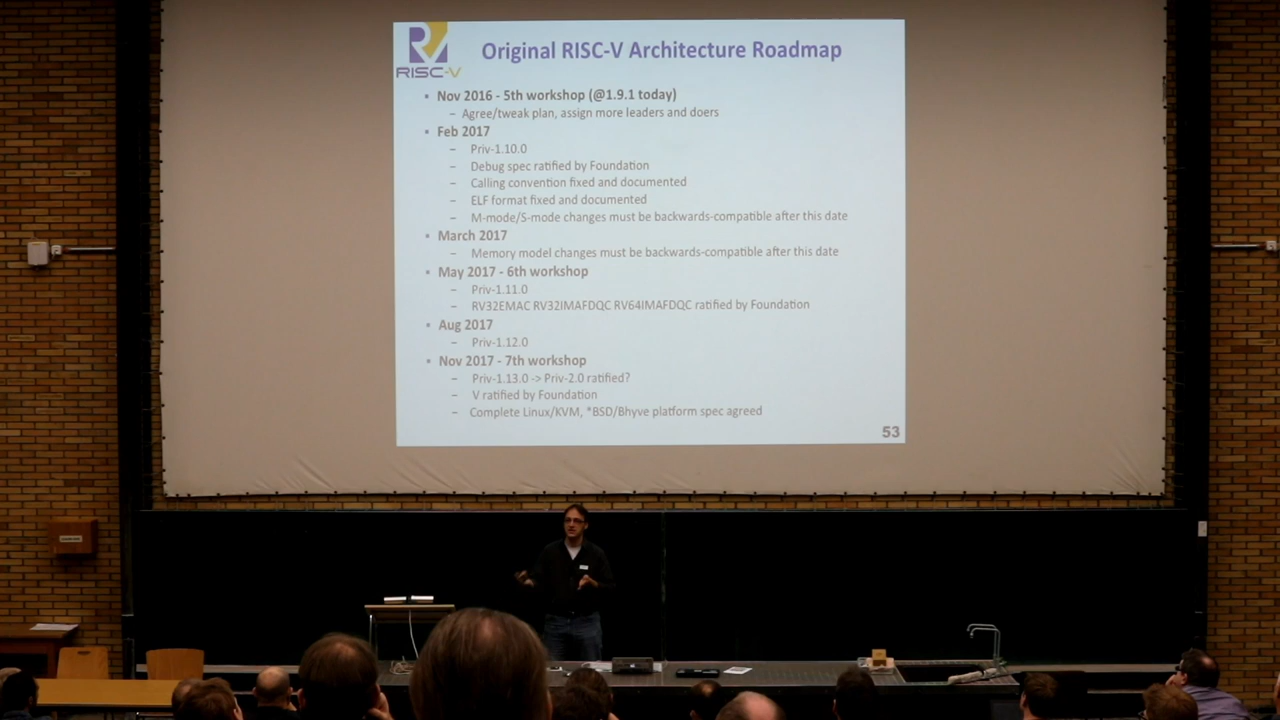 RISC-V
Original RISC-V Architecture Roadmap
• Nov 2016 - 5th workshop (@1.9.1 today)
– Agree/tweak plan, assign more leaders and doers
• Feb 2017
– Priv-1.10.0
– Debug spec ratified by Foundation
– Calling convention fixed and documented
– ELF format fixed and documented
– M-mode/S-mode changes must be backwards-compatible after this date
• March 2017
– Memory model changes must be backwards-compatible after this date
• May 2017 - 6th workshop
– Priv-1.11.0
– RV32EMAC RV32IMAFDQC RV64IMAFDQC ratified by Foundation
• Aug 2017
– Priv-1.12.0
• Nov 2017 - 7th workshop
– Priv-1.13.0 -> Priv-2.0 ratified?
– V ratified by Foundation
– Complete Linux/KVM, *BSD/Bhyve platform spec agreed
53